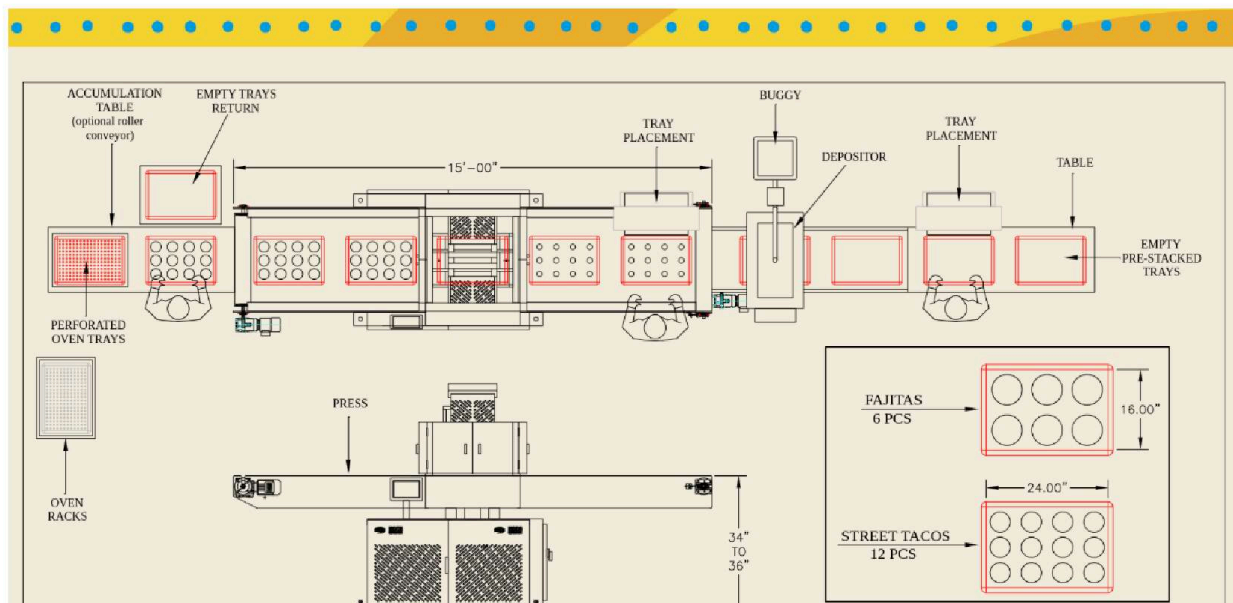 ACCUMULATION
TABLE
(optional roller
conveyor)
EMPTY TRAYS
RETURN
15'-00"
TRAY
PLACEMENT
BUGGY
DEPOSITOR
TRAY
PLACEMENT
TABLE
EMPTY
PRE-STACKED
TRAYS
PERFORATED
OVEN TRAYS
OVEN
RACKS
PRESS
34"
TO
36"
FAJITAS
6 PCS
16.00"
24.00"
STREET TACOS
12 PCS